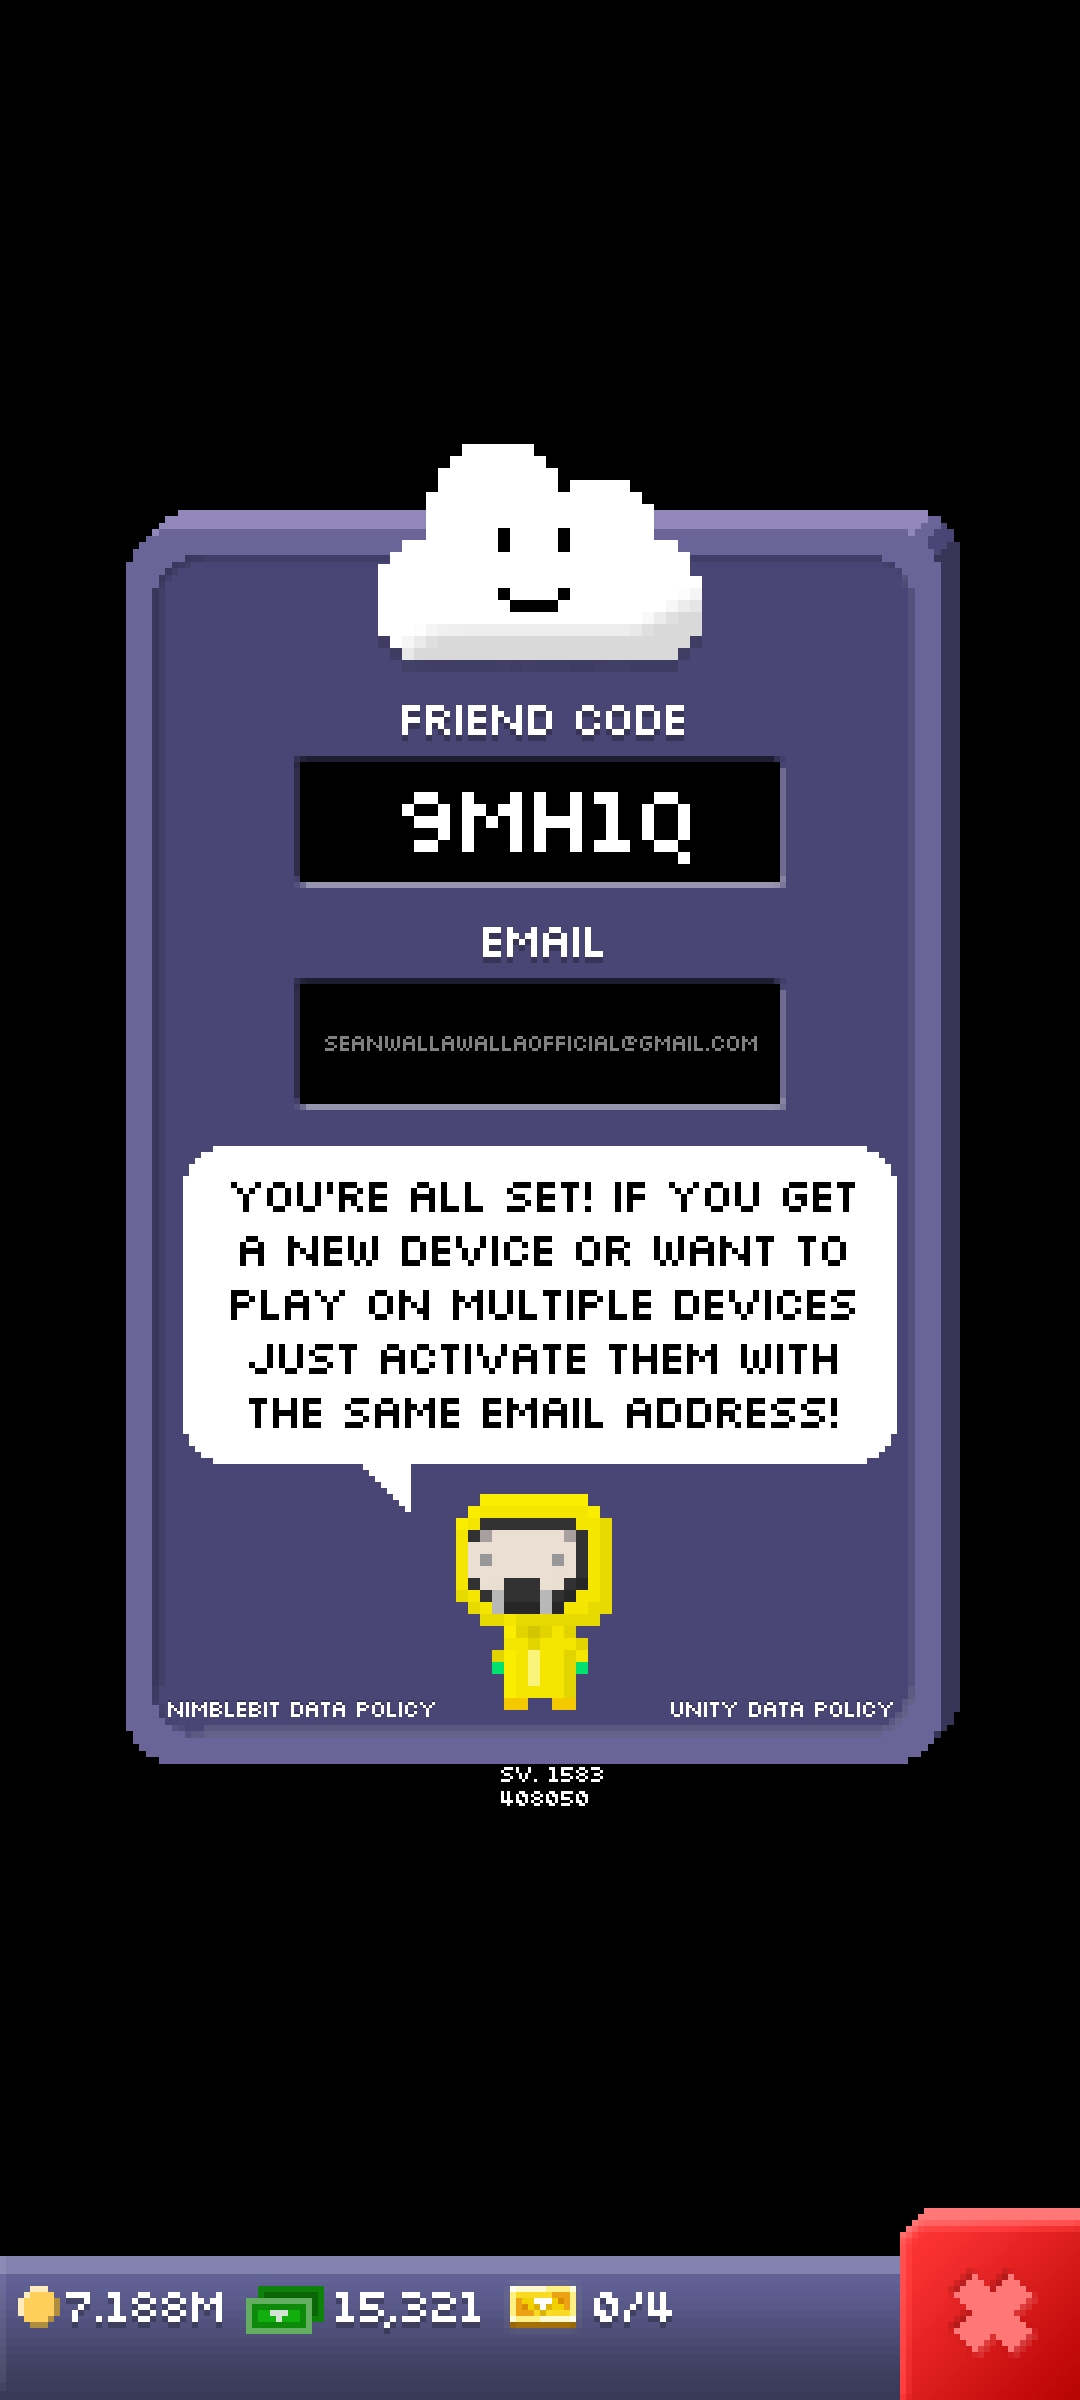 FRIEND CODE
9MH1Q
EMAIL
SEANWALLAWALLAOFFICIAL@GMAIL.COM
YOU'RE ALL SET! IF YOU GET
A NEW DEVICE OR WANT TO
PLAY ON MULTIPLE DEVICES
JUST ACTIVATE THEM WITH
THE SAME EMAIL ADDRESS!
NIMBLEBIT DATA POLICY
UNITY DATA POLICY
SV. 1583
408050
7.188M 15,321 0/4